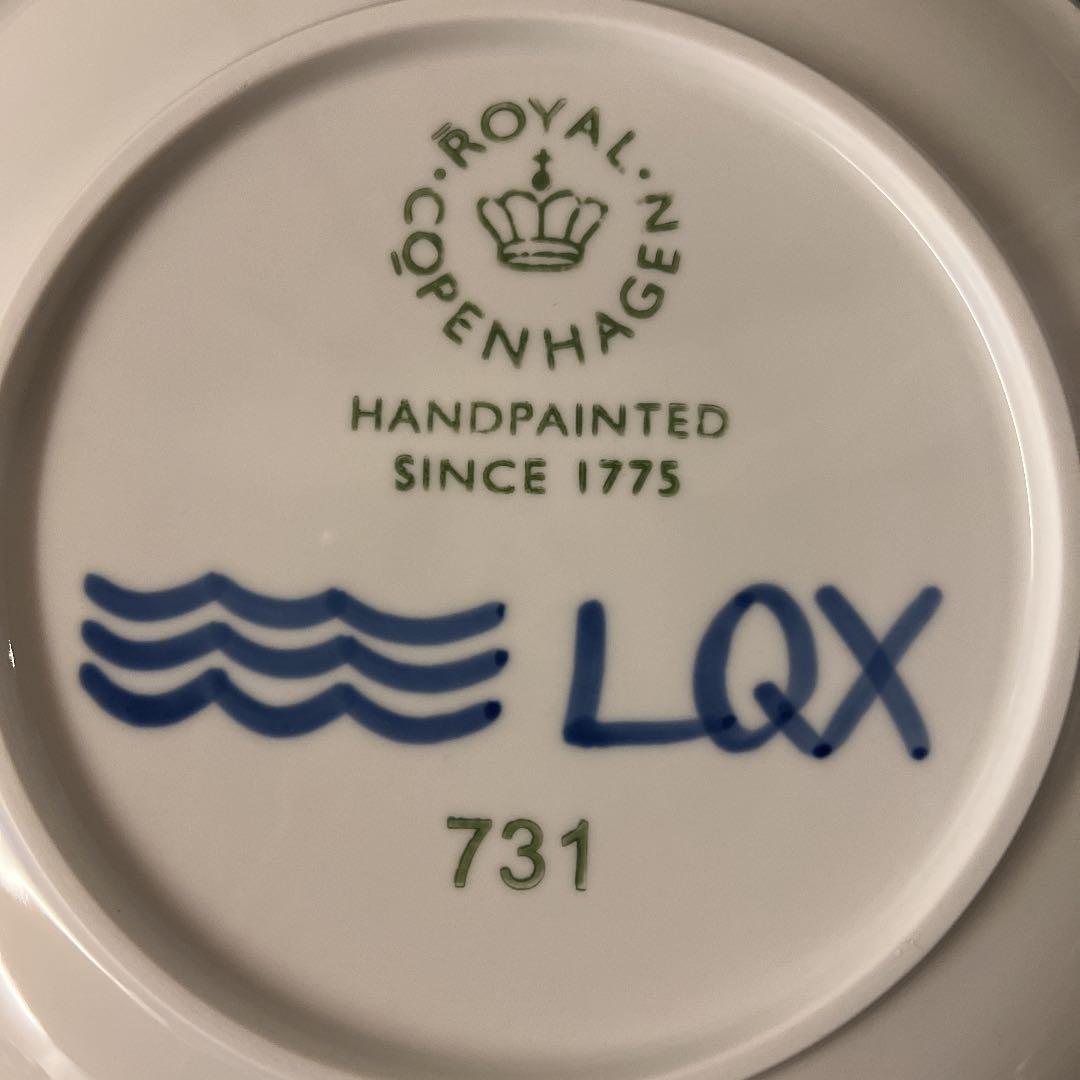 ROYAL
COPENHAGEN
HANDPAINTED
SINCE 1775
LQX
731